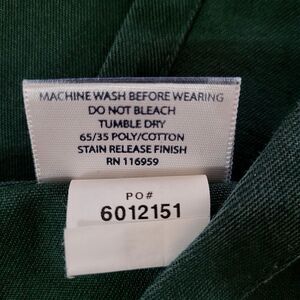 MACHINE WASH BEFORE WEARING
DO NOT BLEACH
TUMBLE DRY
65/35 POLY/COTTON
STAIN RELEASE FINISH
RN 116959
PO#
6012151